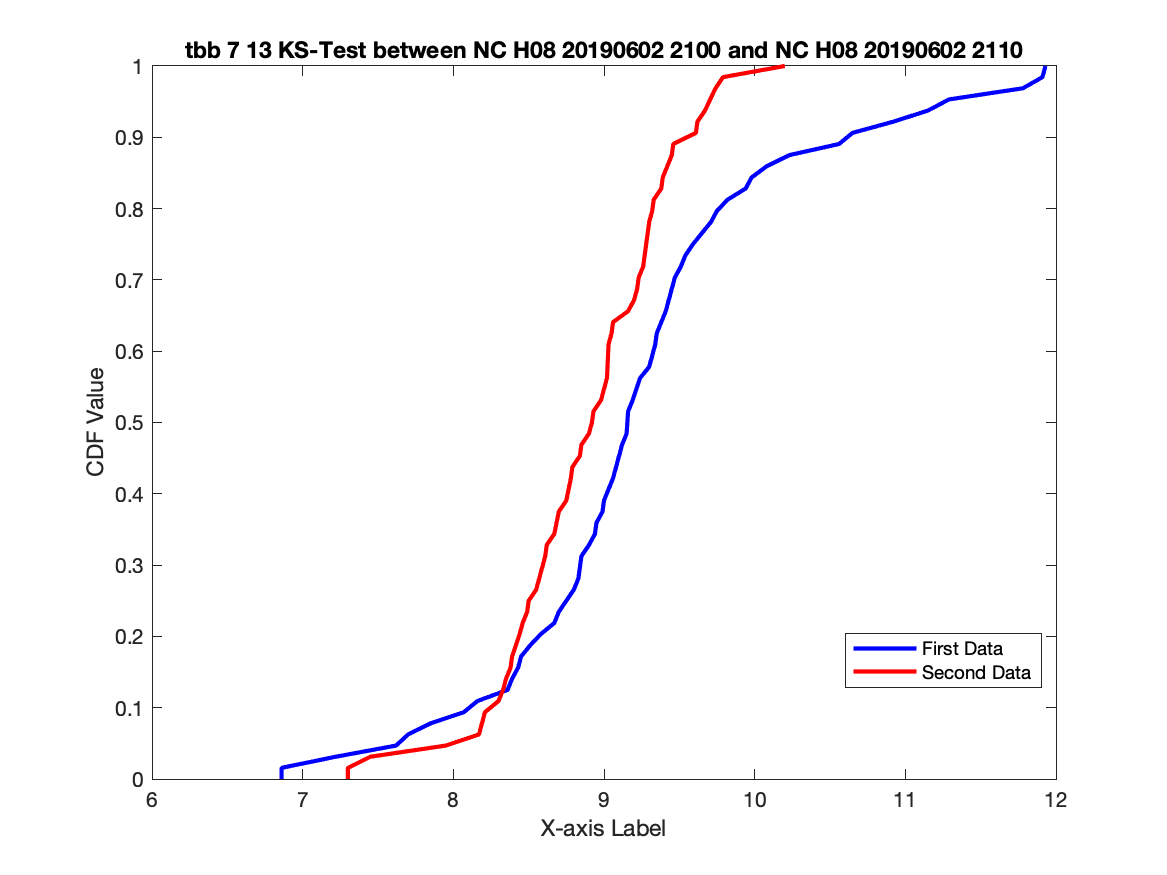 tbb 7 13 KS-Test between NC H08 20190602 2100 and NC H08 20190602 2110
1
0.9
0.8
0.7
0.6
0.5
0.4
0.3
0.2
0.1
0
CDF Value
First Data
Second Data
6 7 8 9 10 11 12
X-axis Label